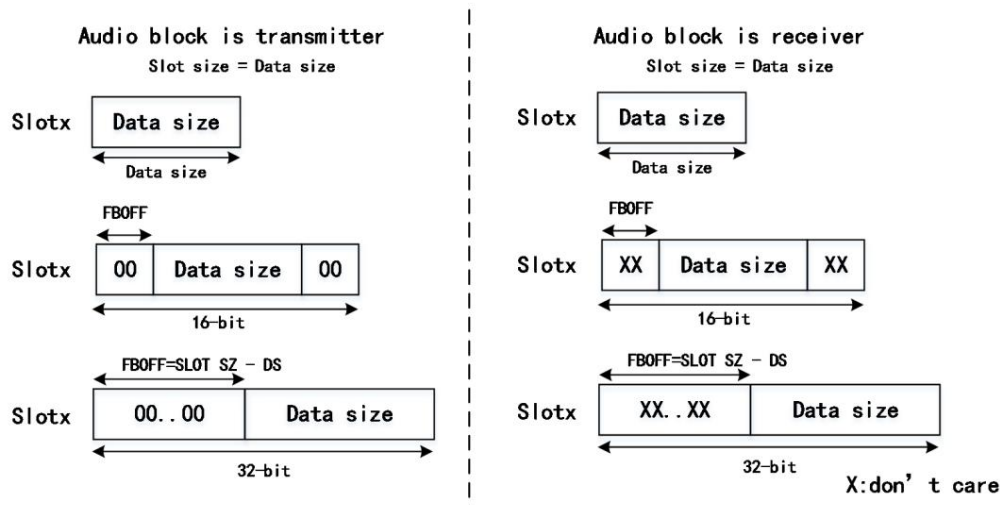 Audio block is transmitter
Slot size = Data size
Slotx
Data size
Data size
FBOFF
Slotx
00
Data size
00
16-bit
FBOFF=SLOT SZ - DS
Slotx
00..00
Data size
32-bit
Audio block is receiver
Slot size = Data size
Slotx
Data size
Data size
FBOFF
Slotx
XX
Data size
XX
16-bit
FBOFF=SLOT SZ - DS
Slotx
XX..XX
Data size
32-bit
X:don't care